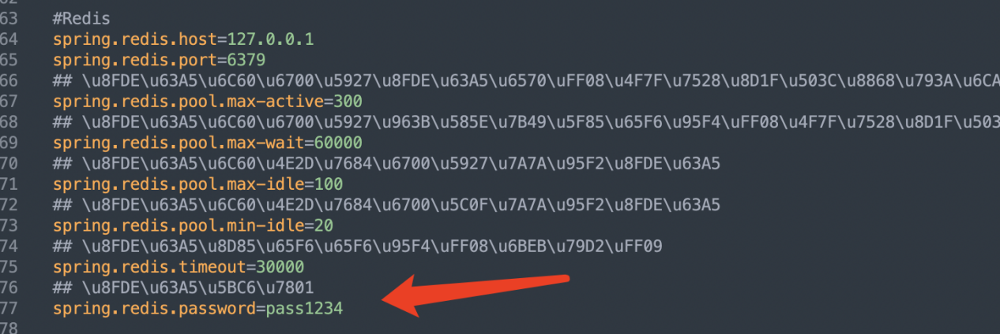 63 #Redis
64 spring.redis.host=127.0.0.1
65 spring.redis.port=6379
66 ## \u8FDE\u63A5\u6C60\u6700\u5927\u8FDE\u63A5\u6570\uFF08\u4F7F\u7528\u8D1F\u503C\u8868\u793A\u6CA
67 spring.redis.pool.max-active=300
68 ## \u8FDE\u63A5\u6C60\u6700\u5927\u963B\u585E\u7B49\u5F85\u65F6\u95F4\uFF08\u4F7F\u7528\u8D1F\u503
69 spring.redis.pool.max-wait=60000
70 ## \u8FDE\u63A5\u6C60\u4E2D\u7684\u6700\u5927\u7A7A\u95F2\u8FDE\u63A5
71 spring.redis.pool.max-idle=100
72 ## \u8FDE\u63A5\u6C60\u4E2D\u7684\u6700\u5C0F\u7A7A\u95F2\u8FDE\u63A5
73 spring.redis.pool.min-idle=20
74 ## \u8FDE\u63A5\u8D85\u65F6\u65F6\u95F4\uFF08\u6BEB\u79D2\uFF09
75 spring.redis.timeout=30000
76 ## \u8FDE\u63A5\u5BC6\u7801
77 spring.redis.password=pass1234
78